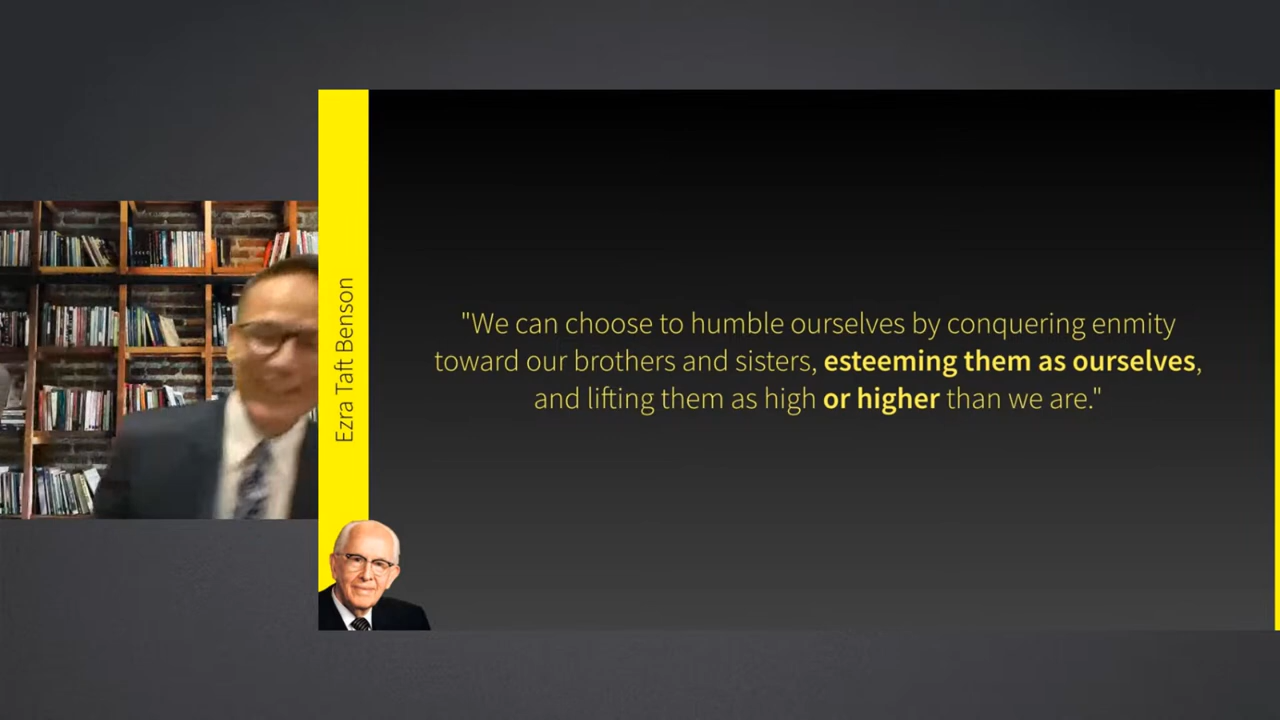 Ezra Taft Benson
"We can choose to humble ourselves by conquering enmity
toward our brothers and sisters, esteeming them as ourselves,
and lifting them as high or higher than we are."